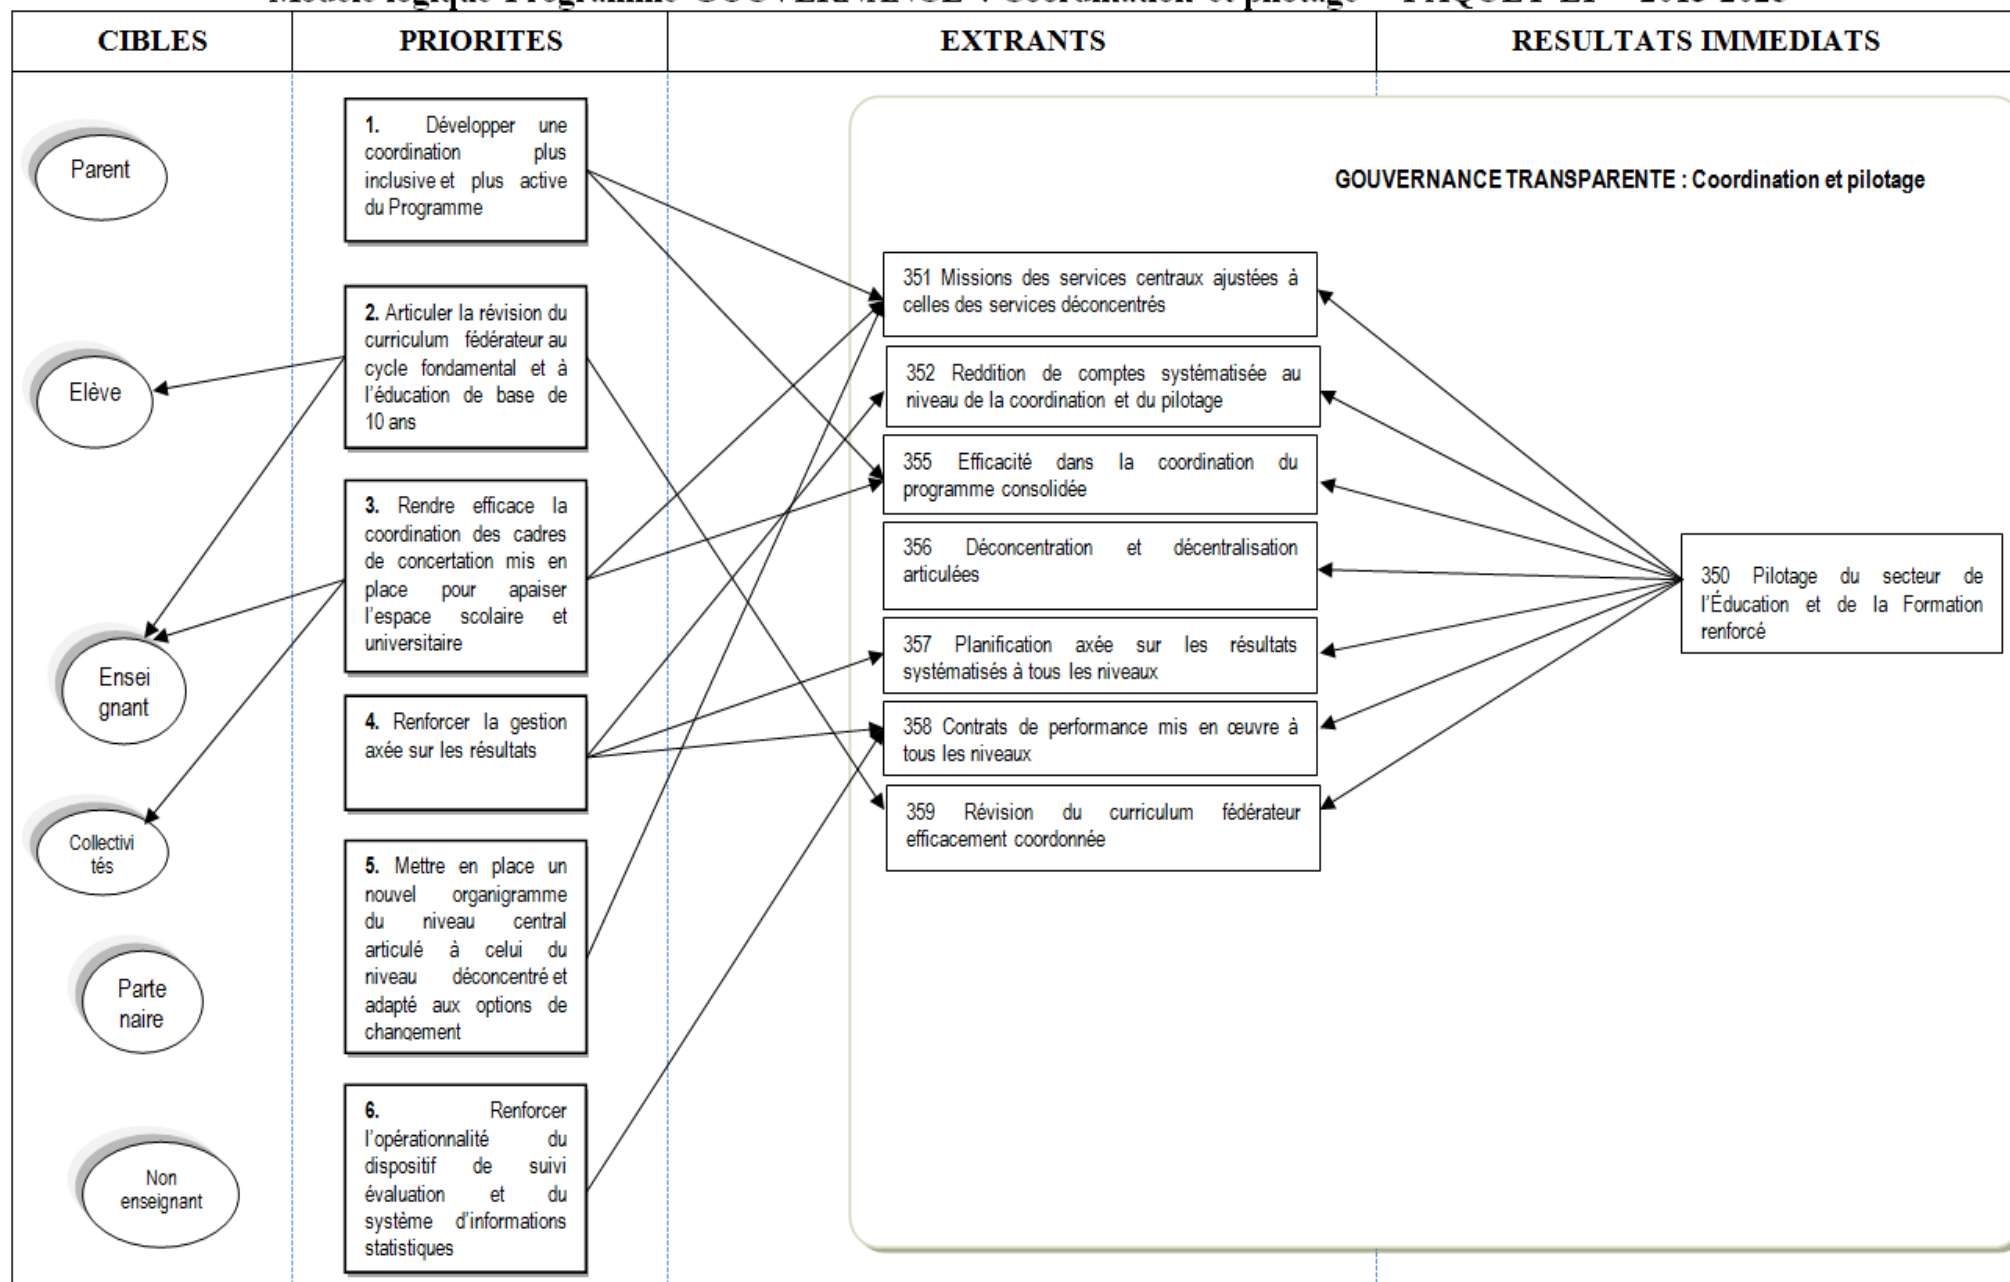 CIBLES
PRIORITES
EXTRANTS
RESULTATS IMMEDIATS
Parent
Elève
Ensei
gnant
Collectivi
tés
Parte
naire
Non
enseignant
1. Développer une
coordination plus
inclusive et plus active
du Programme
2. Articuler la révision du
curriculum fédérateur au
cycle fondamental et à
l'éducation de base de
10 ans
3. Rendre efficace la
coordination des cadres
de concertation mis en
place pour apaiser
l'espace scolaire et
universitaire
4. Renforcer la gestion
axée sur les résultats
5. Mettre en place un
nouvel organigramme
du niveau central
articulé à celui du
niveau déconcentré et
adapté aux options de
changement
6. Renforcer
l'opérationnalité du
dispositif de suivi
évaluation et du
système d'informations
statistiques
GOUVERNANCE TRANSPARENTE : Coordination et pilotage
351 Missions des services centraux ajustées à
celles des services déconcentrés
352 Reddition de comptes systématisée au
niveau de la coordination et du pilotage
355 Efficacité dans la coordination du
programme consolidée
356 Déconcentration et décentralisation
articulées
357 Planification axée sur les résultats
systématisés à tous les niveaux
358 Contrats de performance mis en œuvre à
tous les niveaux
359 Révision du curriculum fédérateur
efficacement coordonnée
350 Pilotage du secteur de
l'Éducation et de la Formation
renforcé